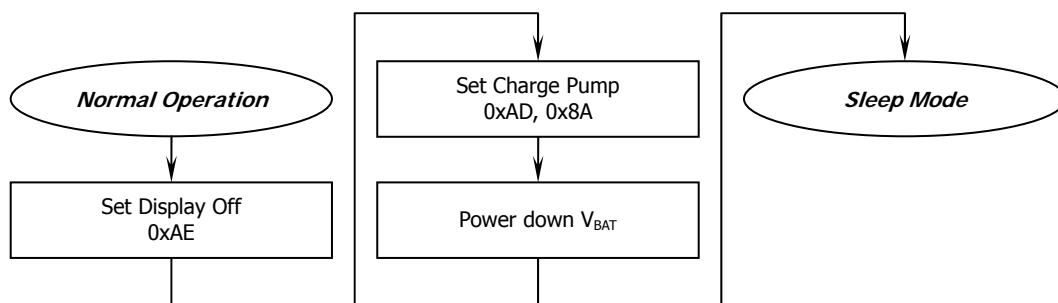 Normal Operation
Set Display Off
0xAE
Set Charge Pump
0xAD, 0x8A
Power down VBAT
Sleep Mode